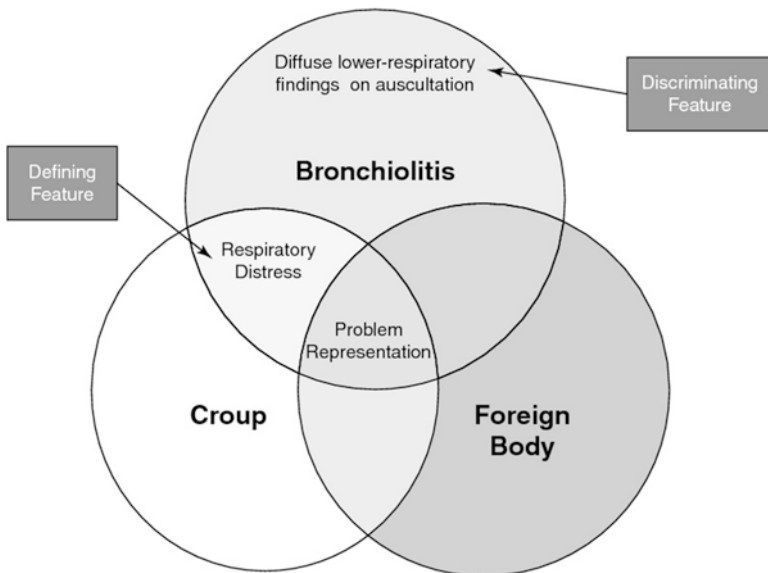 Diffuse lower-respiratory
findings on auscultation
Discriminating
Feature
Bronchiolitis
Defining
Feature
Respiratory
Distress
Problem
Representation
Croup
Foreign
Body